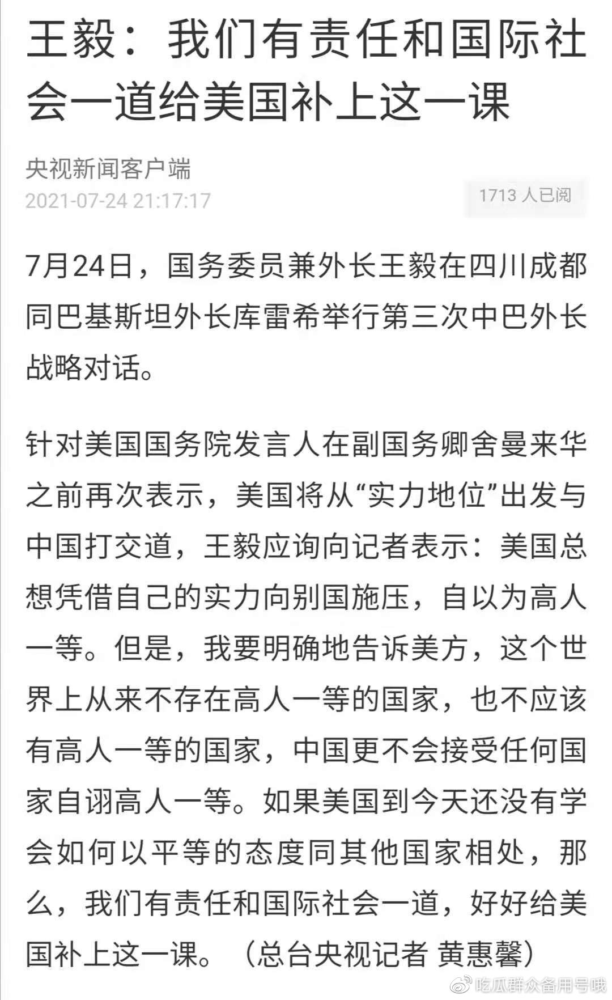 王毅：我们有责任和国际社
会一道给美国补上这一课
央视新闻客户端
2021-07-24 21:17:17
1713 人已阅
7月24日，国务委员兼外长王毅在四川成都
同巴基斯坦外长库雷希举行第三次中巴外长
战略对话。
针对美国国务院发言人在副国务卿舍曼来华
之前再次表示，美国将从“实力地位”出发与
中国打交道，王毅应询向记者表示：美国总
想凭借自己的实力向别国施压，自以为高人
一等。但是，我要明确地告诉美方，这个世
界上从来不存在高人一等的国家，也不应该
有高人一等的国家，中国更不会接受任何国
家自诩高人一等。如果美国到今天还没有学
会如何以平等的态度同其他国家相处，那
么，我们有责任和国际社会一道，好好给美
国补上这一课。（总台央视记者 黄惠馨）
吃瓜群众备用号哦